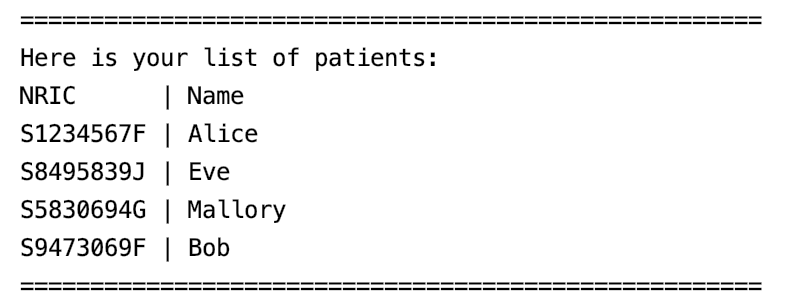 =====================================================
Here is your list of patients:
NRIC      | Name
S1234567F | Alice
S8495839J | Eve
S5830694G | Mallory
S9473069F | Bob
=====================================================